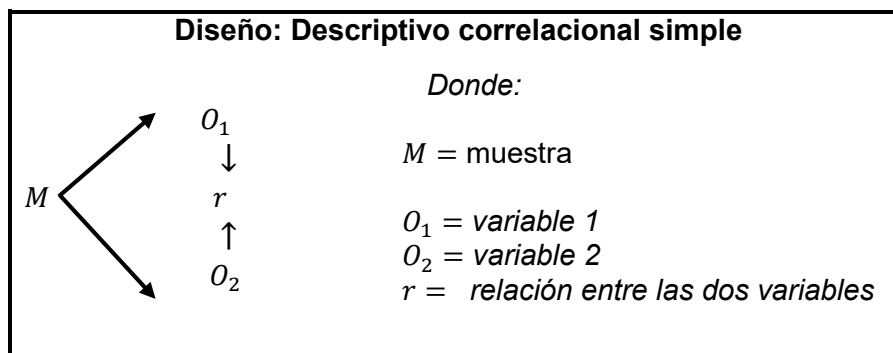 Diseño: Descriptivo correlacional simple
Donde:
O₁
↓
M
r
↑
O₂
M = muestra
O₁ = variable 1
O₂ = variable 2
r = relación entre las dos variables